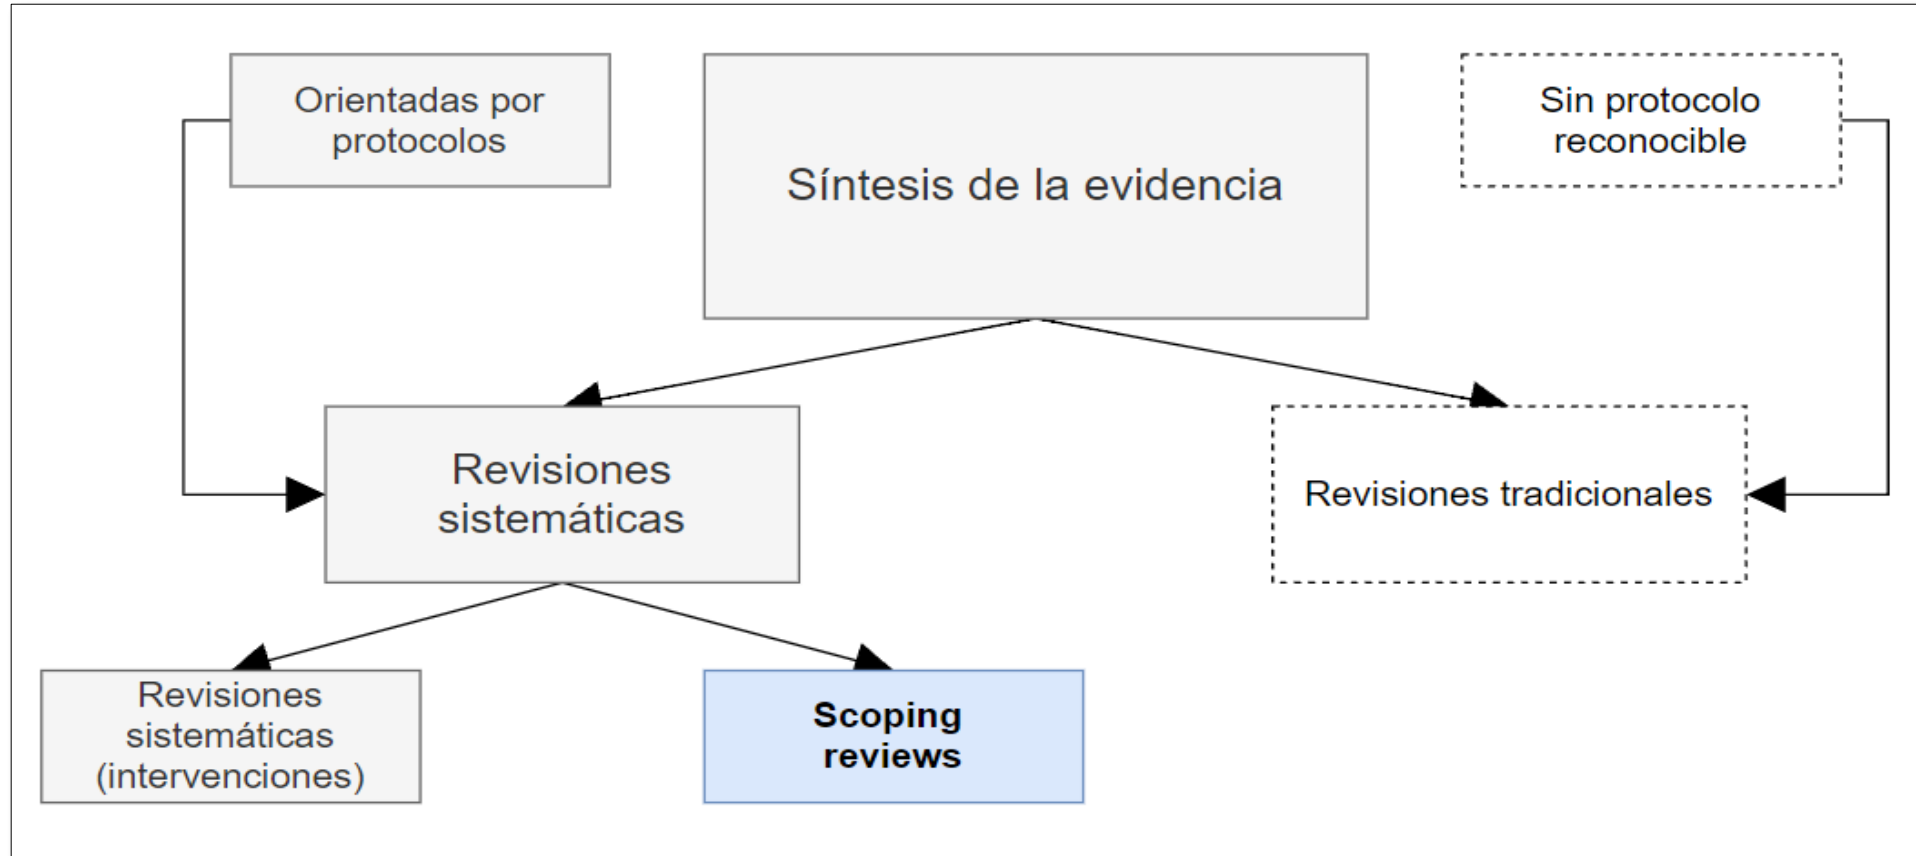 Orientadas por
protocolos
Síntesis de la evidencia
Sin protocolo
reconocible
Revisiones
sistemáticas
Revisiones tradicionales
Revisiones
sistemáticas
(intervenciones)
Scoping
reviews